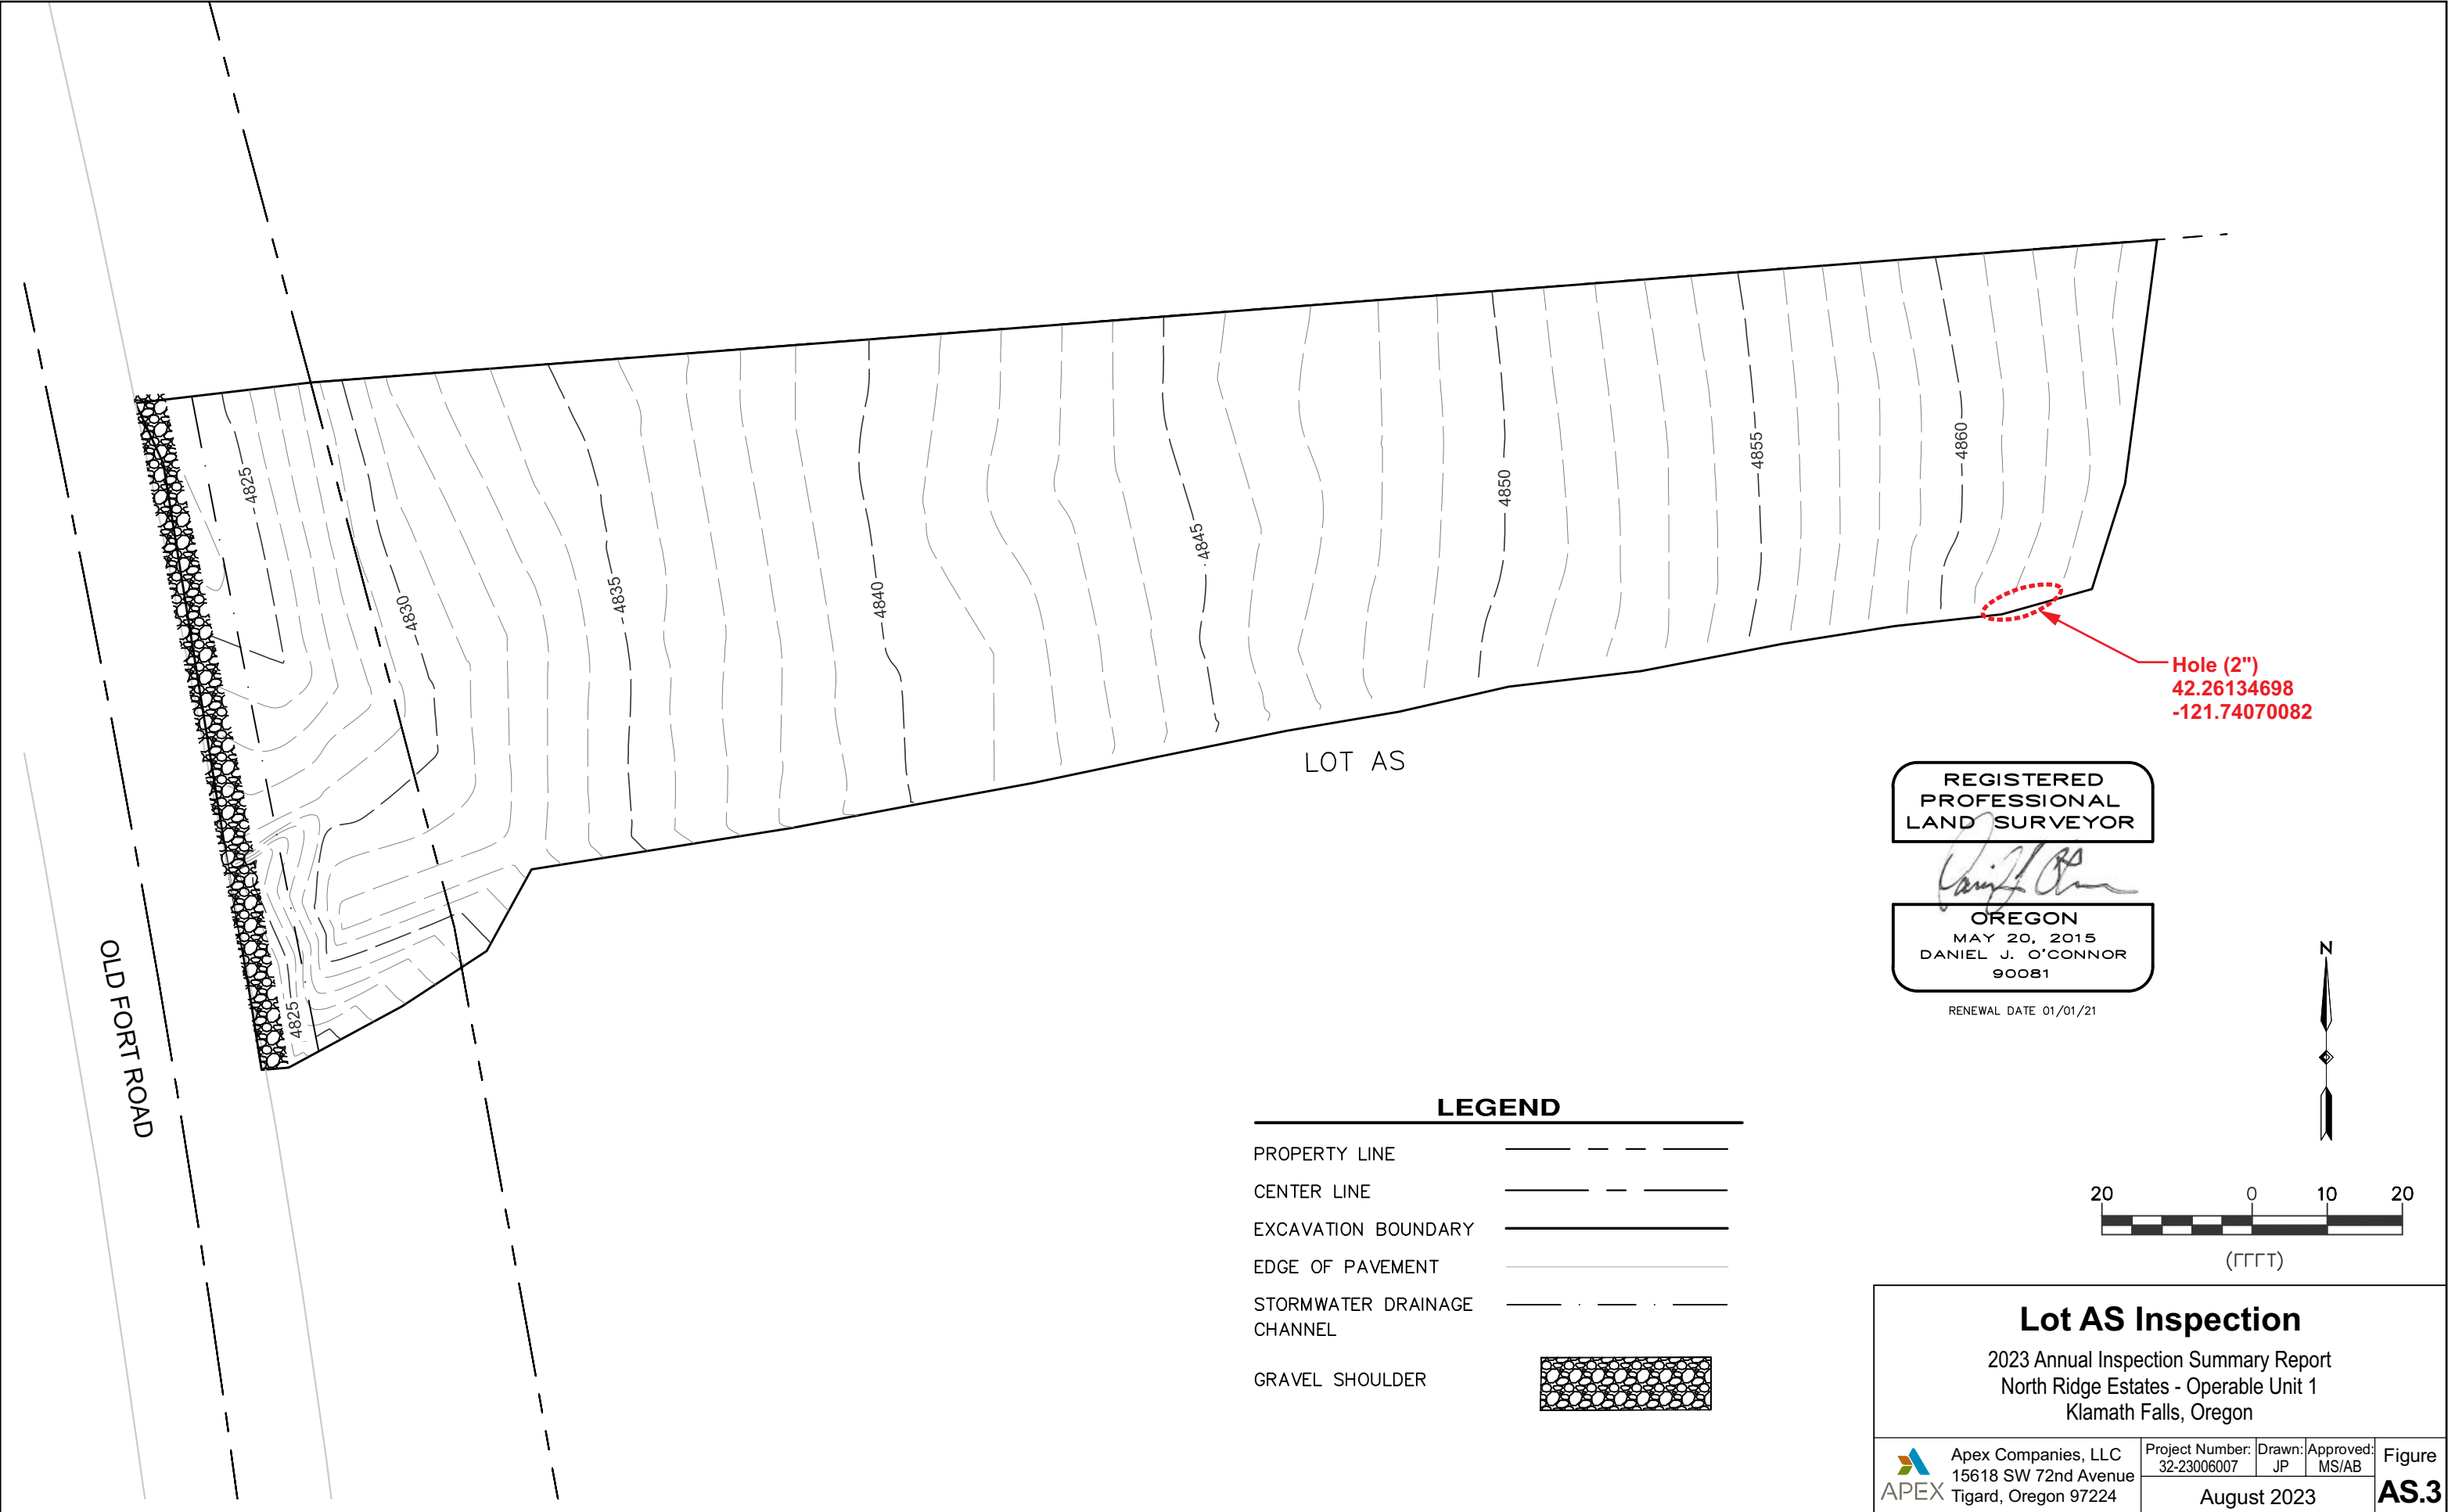 4825
4830
4835
4840
4845
4850
4855
4860
4825
Hole (2")
42.26134698
-121.74070082
LOT AS
OLD FORT ROAD
REGISTERED
PROFESSIONAL
LAND SURVEYOR
OREGON
MAY 20, 2015
DANIEL J. O'CONNOR
90081
RENEWAL DATE 01/01/21
N
20 0 10 20
LEGEND
PROPERTY LINE
CENTER LINE
EXCAVATION BOUNDARY
EDGE OF PAVEMENT
STORMWATER DRAINAGE
CHANNEL
GRAVEL SHOULDER
Lot AS Inspection
2023 Annual Inspection Summary Report
North Ridge Estates - Operable Unit 1
Klamath Falls, Oregon
APEX
Apex Companies, LLC
15618 SW 72nd Avenue
Tigard, Oregon 97224
Project Number:
32-23006007
Drawn:
JP
Approved:
MS/AB
August 2023
Figure
AS.3